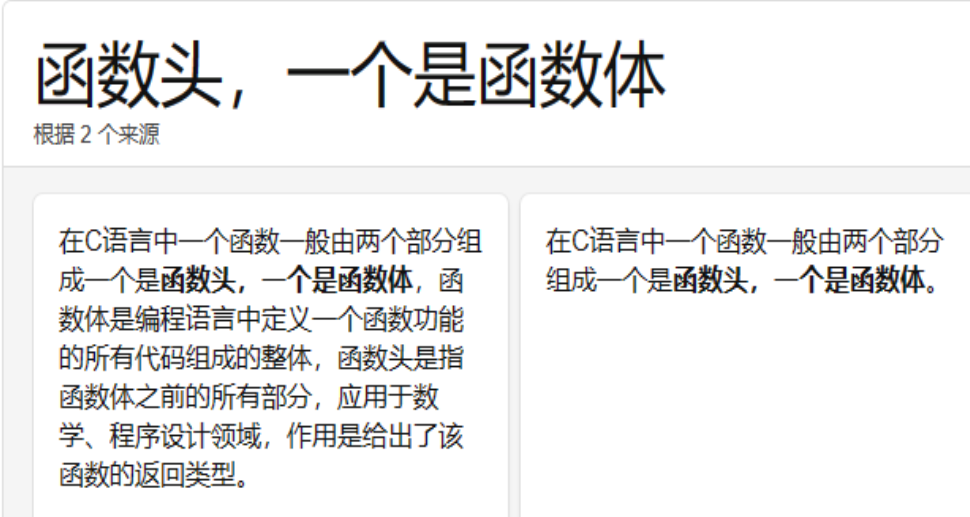 函数头，一个是函数体
根据 2 个来源
在C语言中一个函数一般由两个部分组
成一个是函数头，一个是函数体，函
数体是编程语言中定义一个函数功能
的所有代码组成的整体，函数头是指
函数体之前的所有部分，应用于数
学、程序设计领域，作用是给出了该
函数的返回类型。
在C语言中一个函数一般由两个部分
组成一个是函数头，一个是函数体。